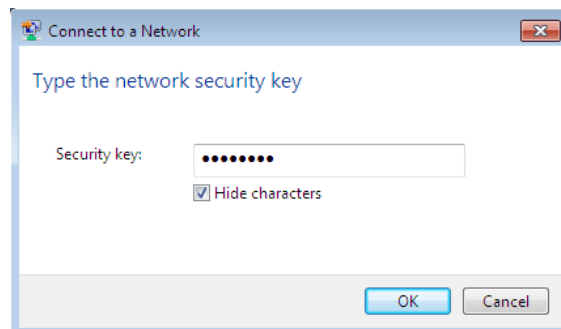 Connect to a Network
Type the network security key
Security key: ••••••••
Hide characters
OK Cancel